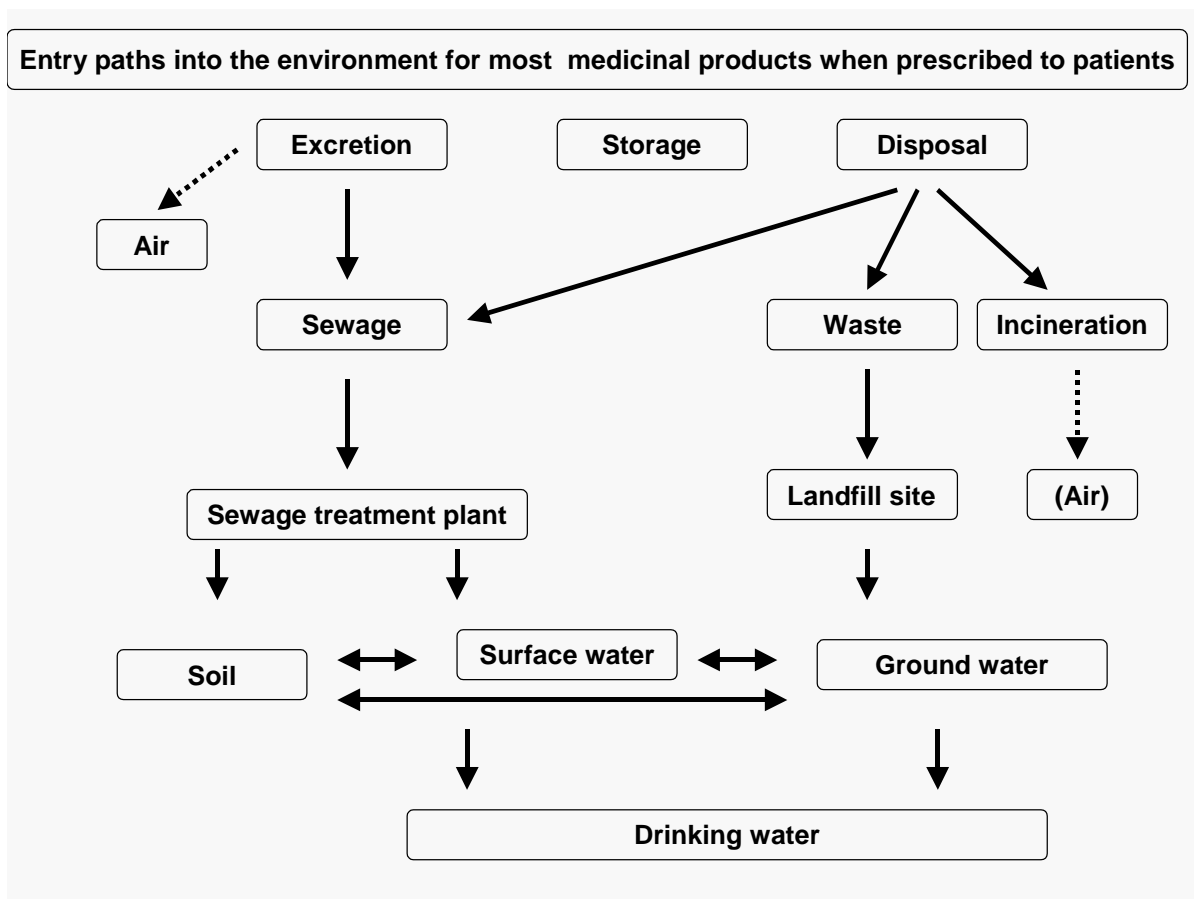 Entry paths into the environment for most  medicinal products when prescribed to patients
Excretion
Storage
Disposal
Air
Sewage
Waste
Incineration
Landfill site
(Air)
Sewage treatment plant
Surface water
Soil
Ground water
Drinking water